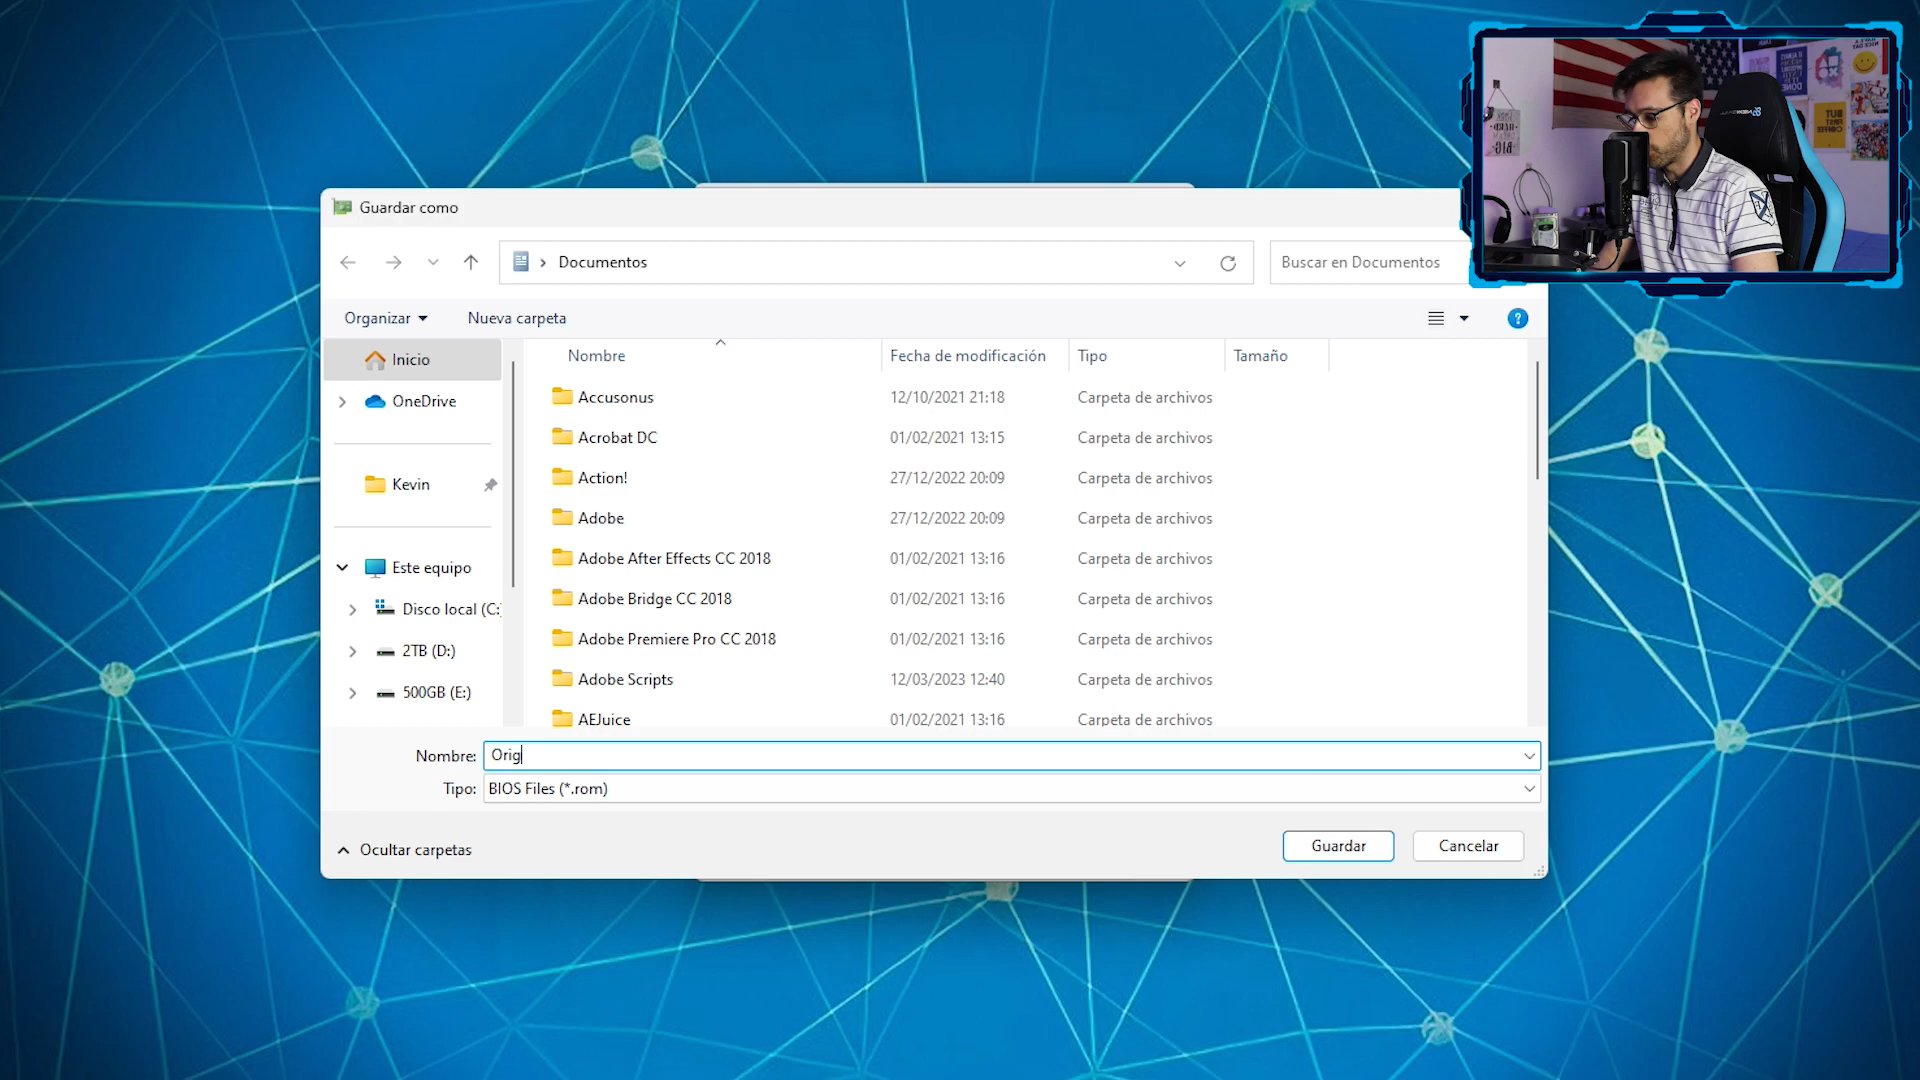 Guardar como
Documentos
Buscar en Documentos
Organizar
Nueva carpeta
?
Inicio
OneDrive
Kevin
Este equipo
Disco local (C:
2TB (D:)
500GB (E:)
Nombre Fecha de modificación Tipo Tamaño
Accusonus 12/10/2021 21:18 Carpeta de archivos
Acrobat DC 01/02/2021 13:15 Carpeta de archivos
Action! 27/12/2022 20:09 Carpeta de archivos
Adobe 27/12/2022 20:09 Carpeta de archivos
Adobe After Effects CC 2018 01/02/2021 13:16 Carpeta de archivos
Adobe Bridge CC 2018 01/02/2021 13:16 Carpeta de archivos
Adobe Premiere Pro CC 2018 01/02/2021 13:16 Carpeta de archivos
Adobe Scripts 12/03/2023 12:40 Carpeta de archivos
AEJuice 01/02/2021 13:16 Carpeta de archivos
Nombre: Orig
Tipo: BIOS Files (*.rom)
Ocultar carpetas
Guardar
Cancelar
BUT
FIRST
COFFEE